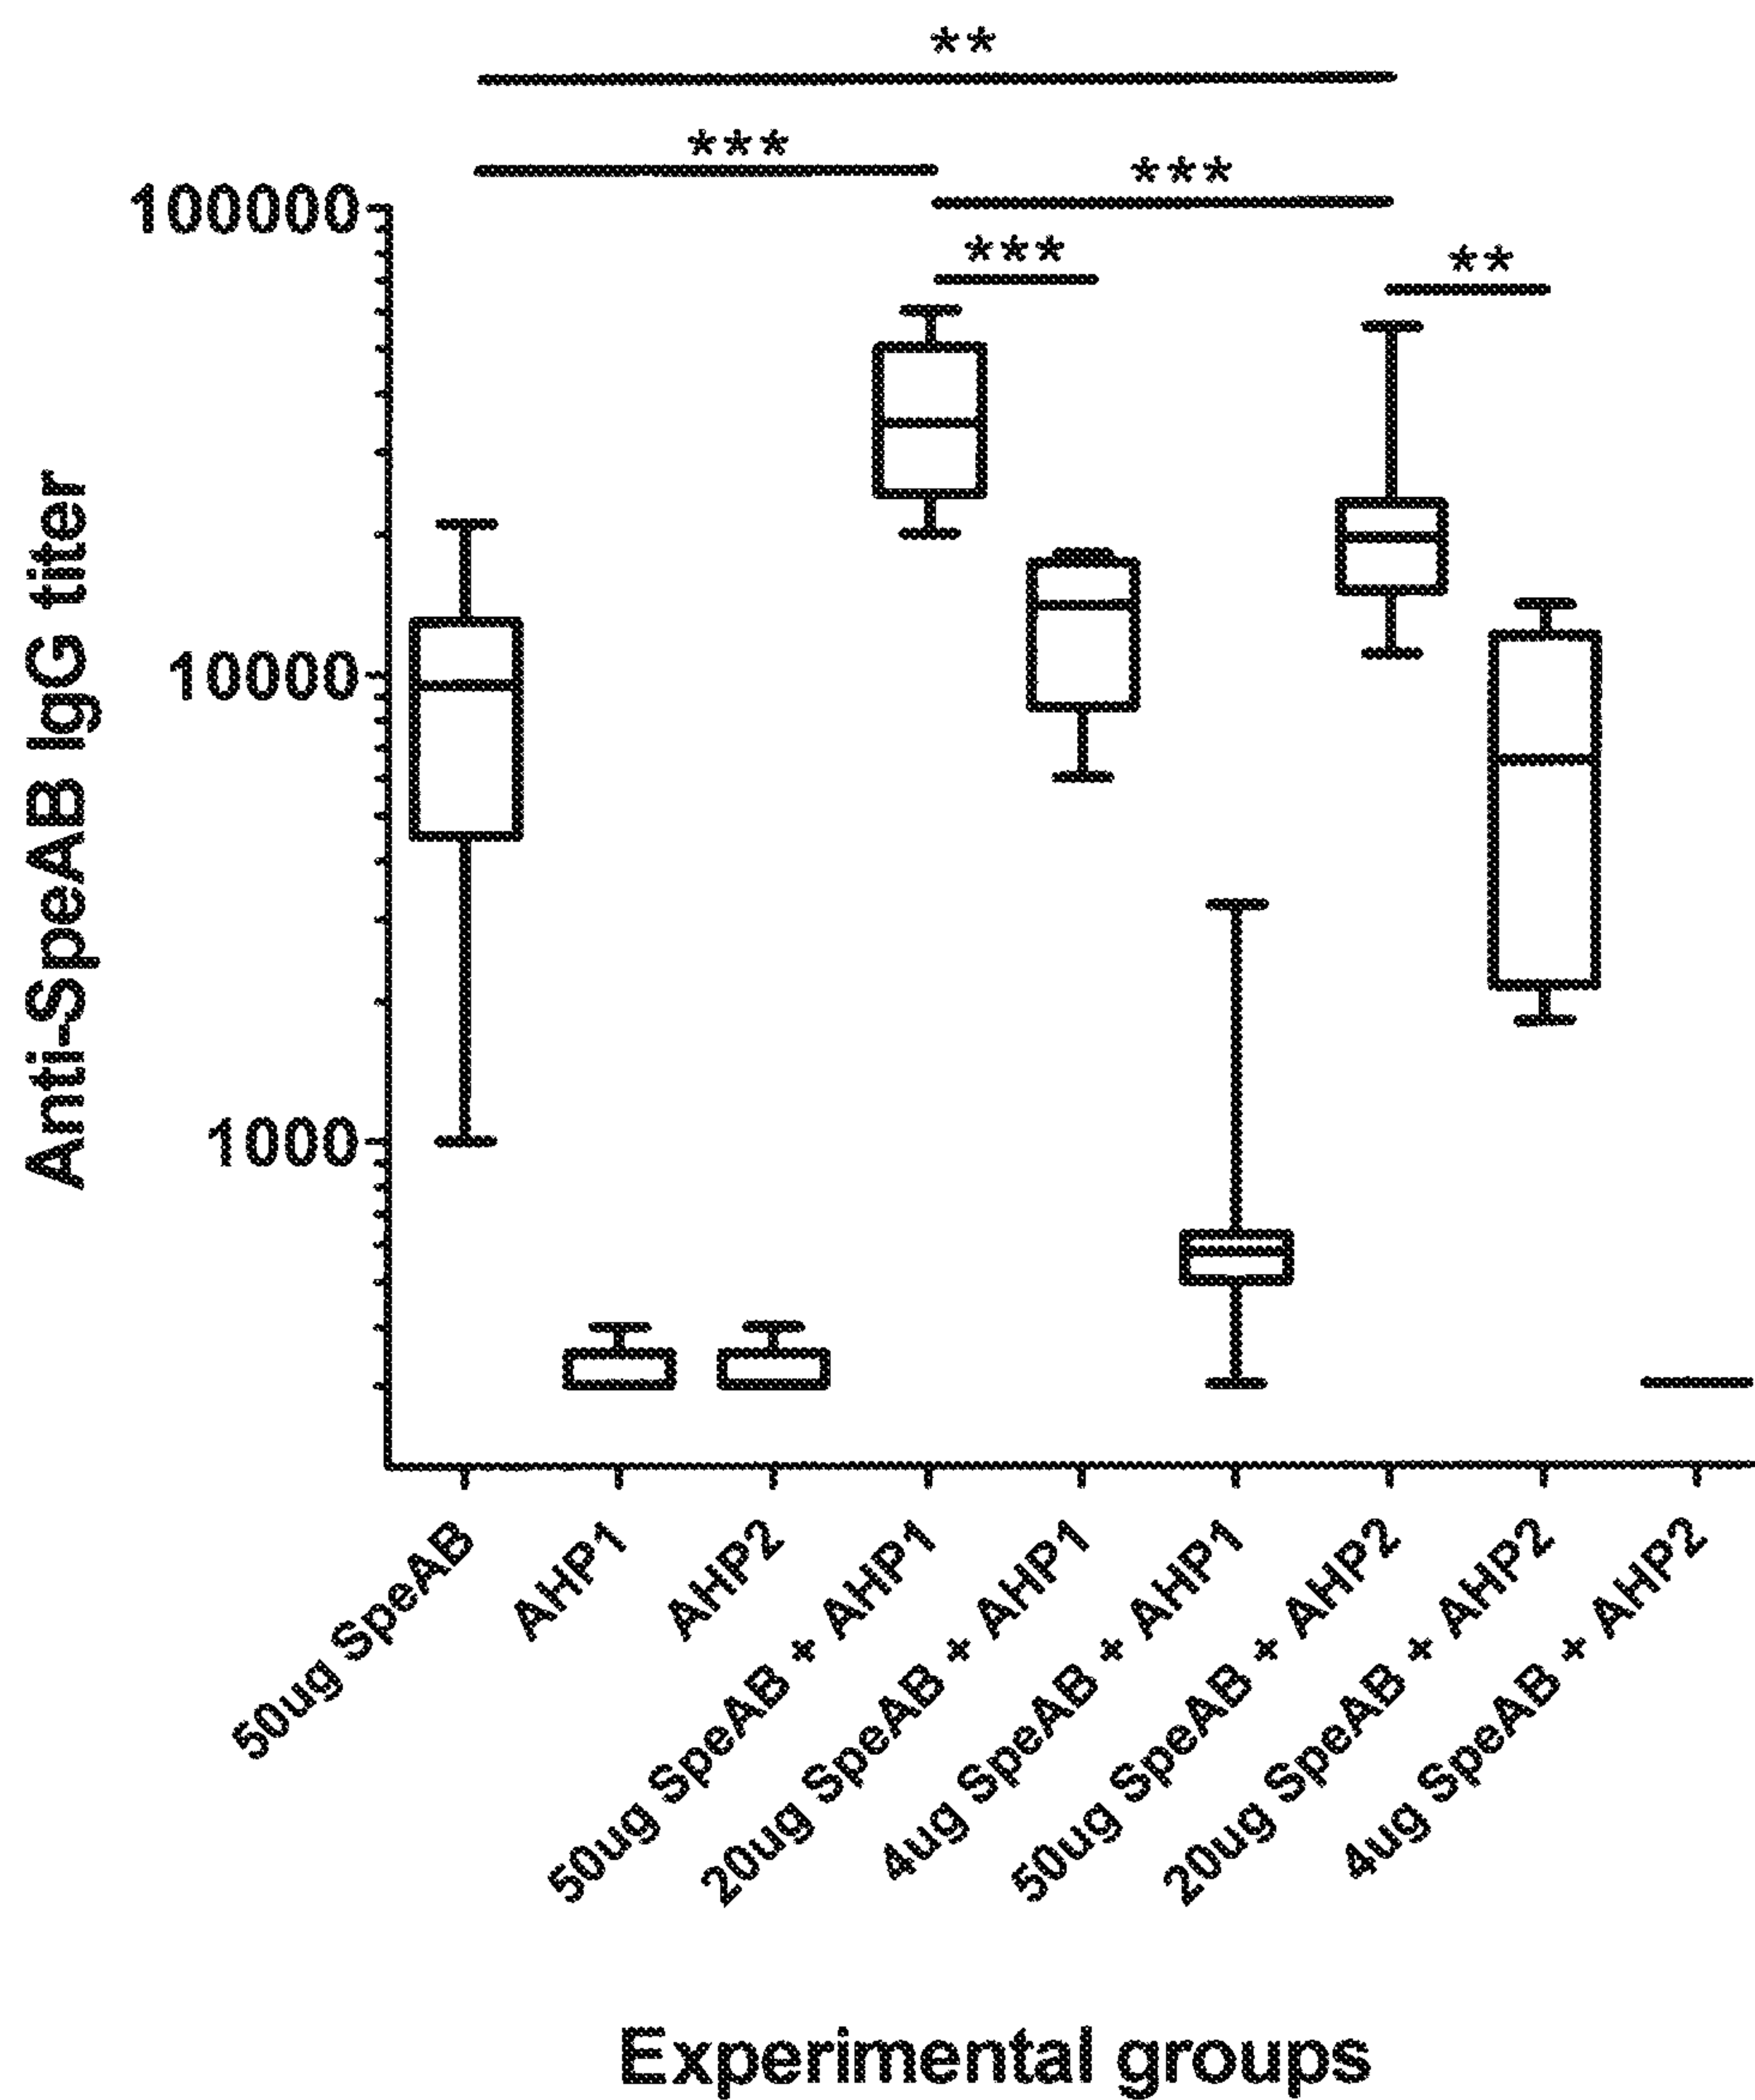 **
***
***
***
**
100000
10000
1000
Anti-SpeAB IgG titer
50ug SpeAB
AHP1
AHP2
50ug SpeAB + AHP1
20ug SpeAB + AHP1
4ug SpeAB + AHP1
50ug SpeAB + AHP2
20ug SpeAB + AHP2
4ug SpeAB + AHP2
Experimental groups